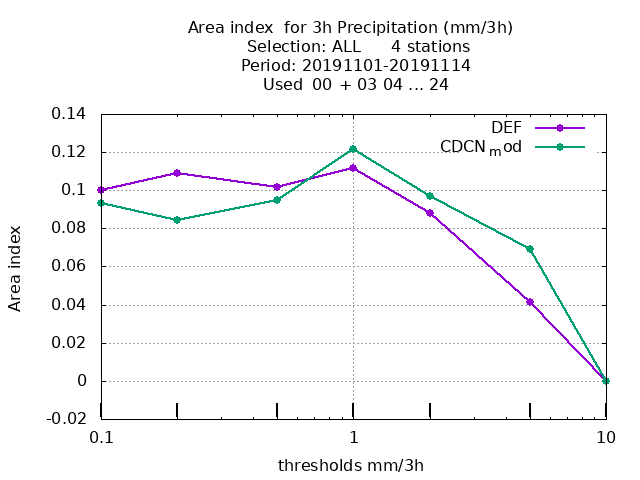 Area index  for 3h Precipitation (mm/3h)
Selection: ALL      4 stations
Period: 20191101-20191114
Used  00  + 03 04 ... 24
0.14
DEF
CDCN_mod
0.12
0.1
0.08
0.06
0.04
0.02
0
-0.02
Area index
0.1
1
10
thresholds mm/3h